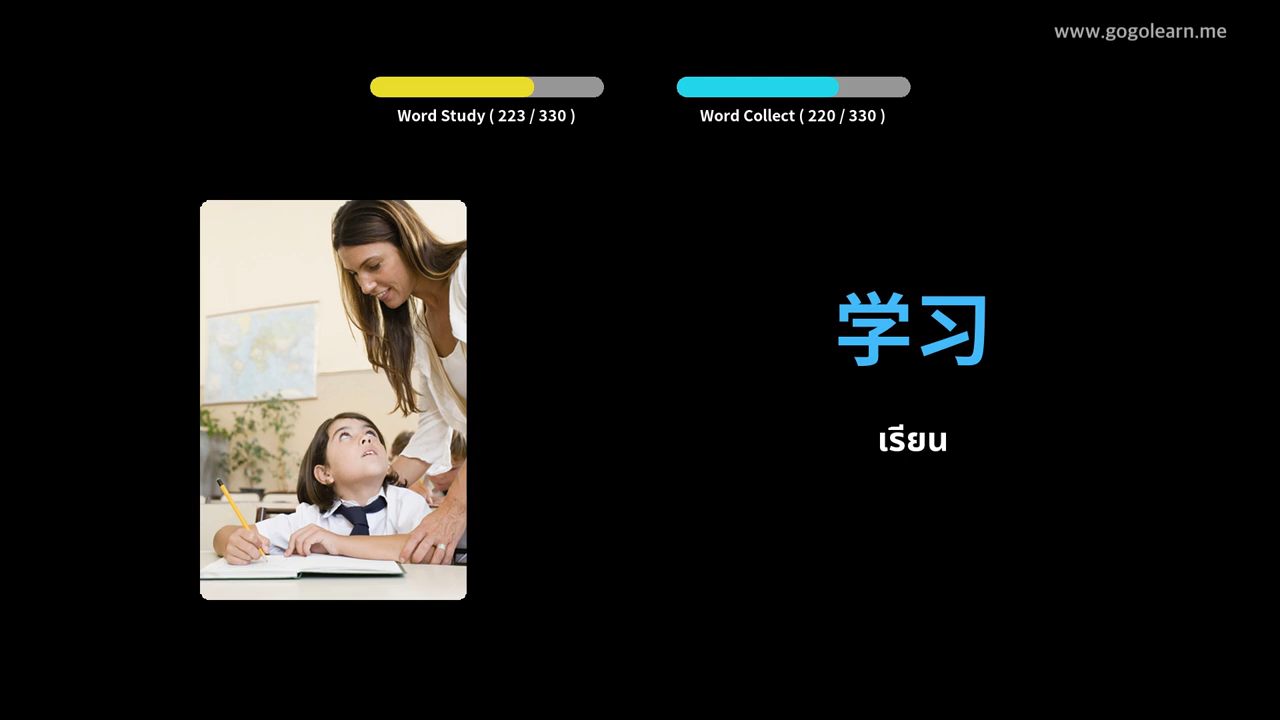 www.gogolearn.me
Word Study ( 223 / 330 )
Word Collect ( 220 / 330 )
学习
เรียน